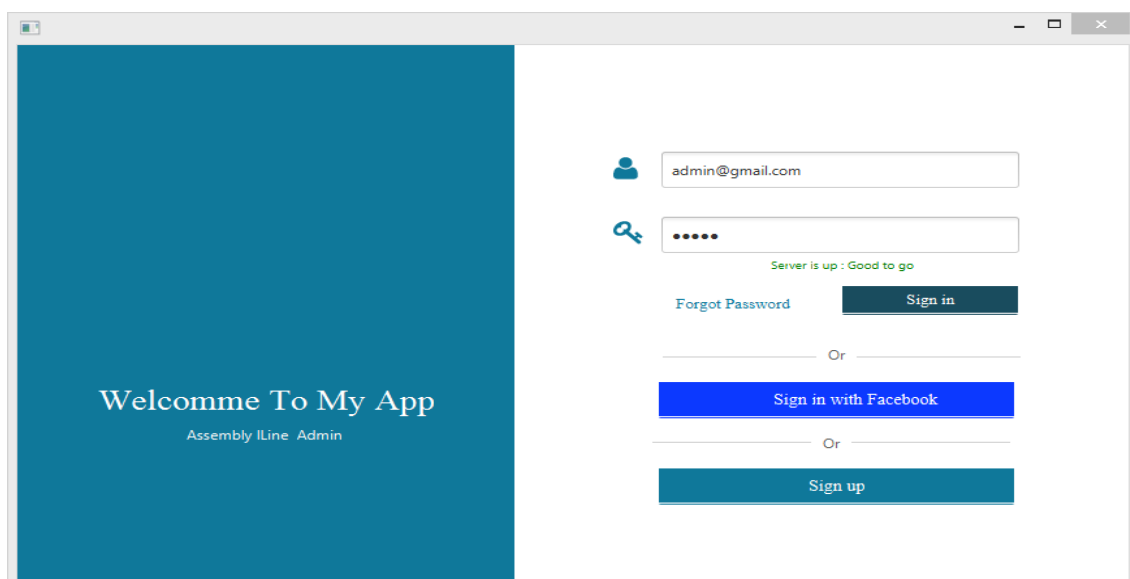 Welcomme To My App
Assembly lLine Admin
admin@gmail.com
•••••
Server is up : Good to go
Forgot Password
Sign in
Or
Sign in with Facebook
Or
Sign up